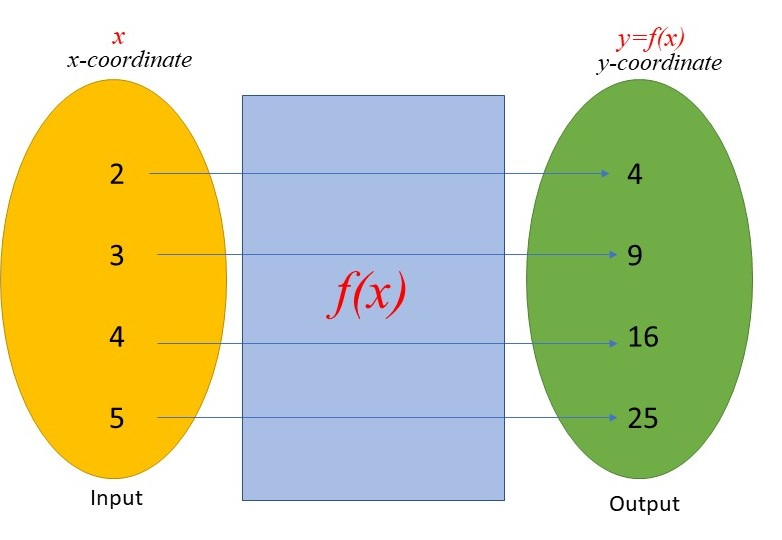 x
x-coordinate
y=f(x)
y-coordinate
2
4
3
9
f(x)
4
16
5
25
Input
Output